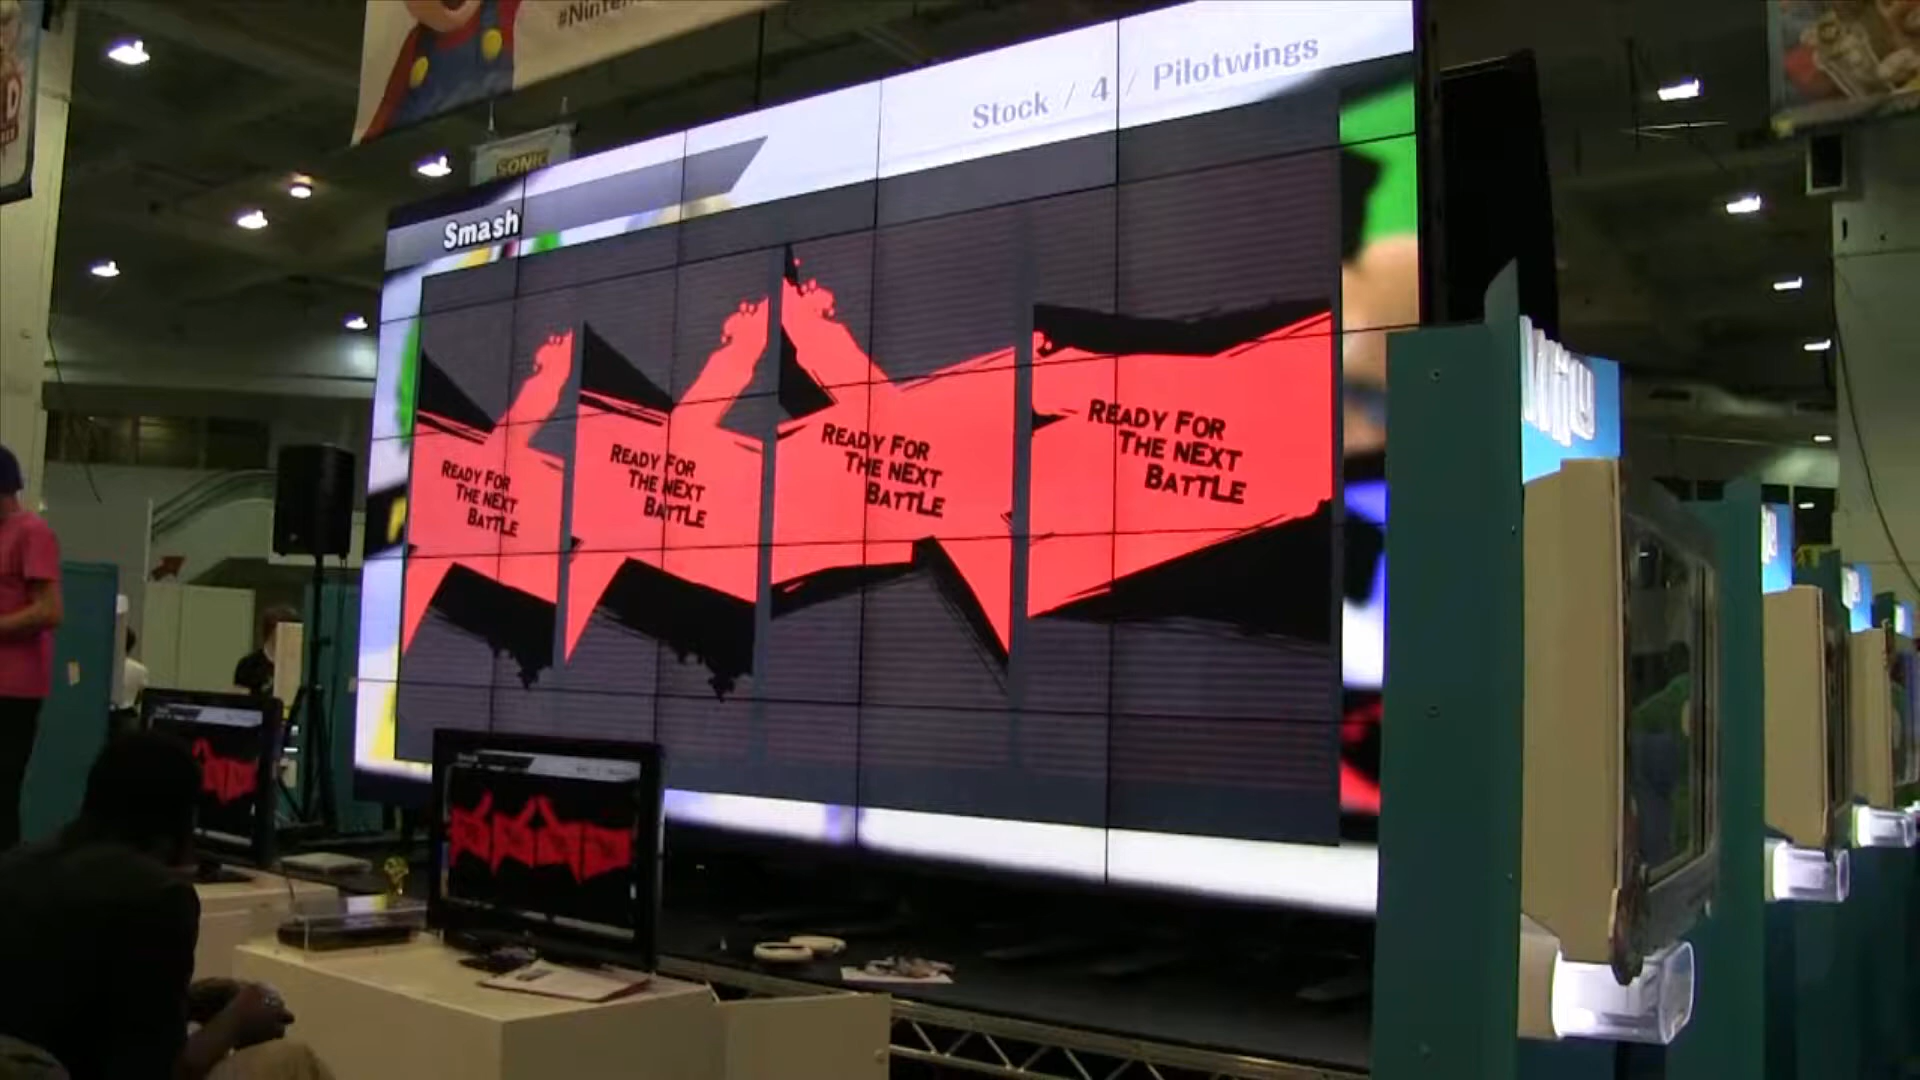 #Ninten
Stock / 4 / Pilotwings
SONIC
Smash
READY FOR
THE NEXT
BATTLE
READY FOR
THE NEXT
BATTLE
READY FOR
THE NEXT
BATTLE
READY FOR
THE NEXT
BATTLE